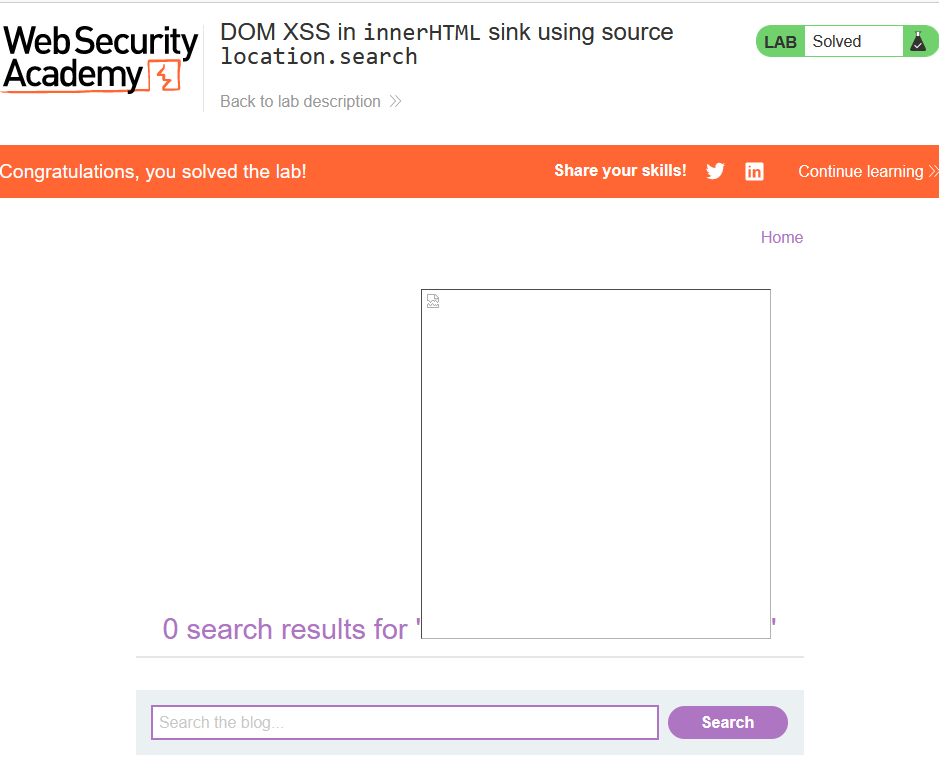 Web Security
Academy
DOM XSS in innerHTML sink using source
location.search
Back to lab description
LAB Solved
Congratulations, you solved the lab!
Share your skills!
Continue learning
Home
0 search results for ' '
Search the blog...
Search